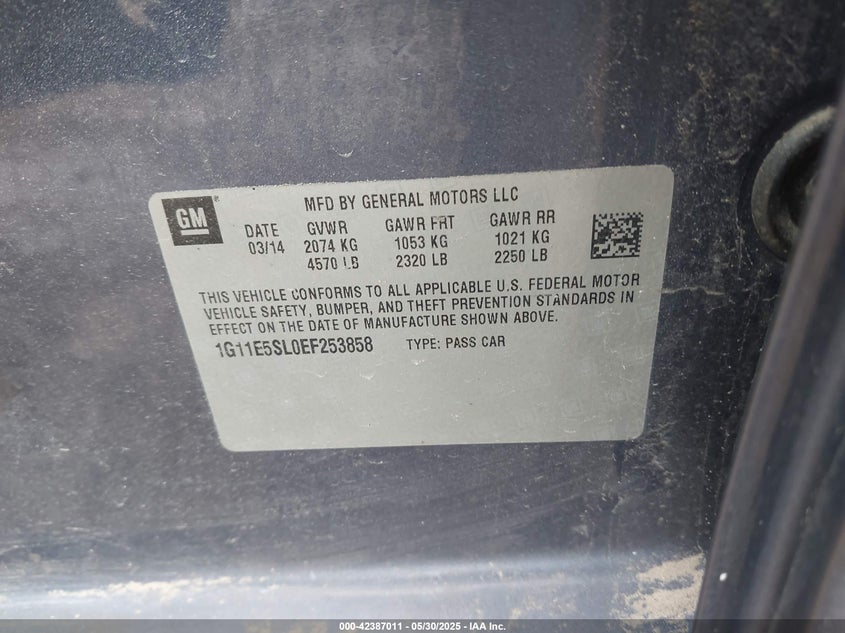 GM
MFD BY GENERAL MOTORS LLC
DATE GVWR GAWR FRT GAWR RR
03/14 2074 KG 1053 KG 1021 KG
4570 LB 2320 LB 2250 LB
THIS VEHICLE CONFORMS TO ALL APPLICABLE U.S. FEDERAL MOTOR
VEHICLE SAFETY, BUMPER, AND THEFT PREVENTION STANDARDS IN
EFFECT ON THE DATE OF MANUFACTURE SHOWN ABOVE.
1G11E5SL0EF253858 TYPE: PASS CAR
000-42387011 - 05/30/2025 - IAA Inc.